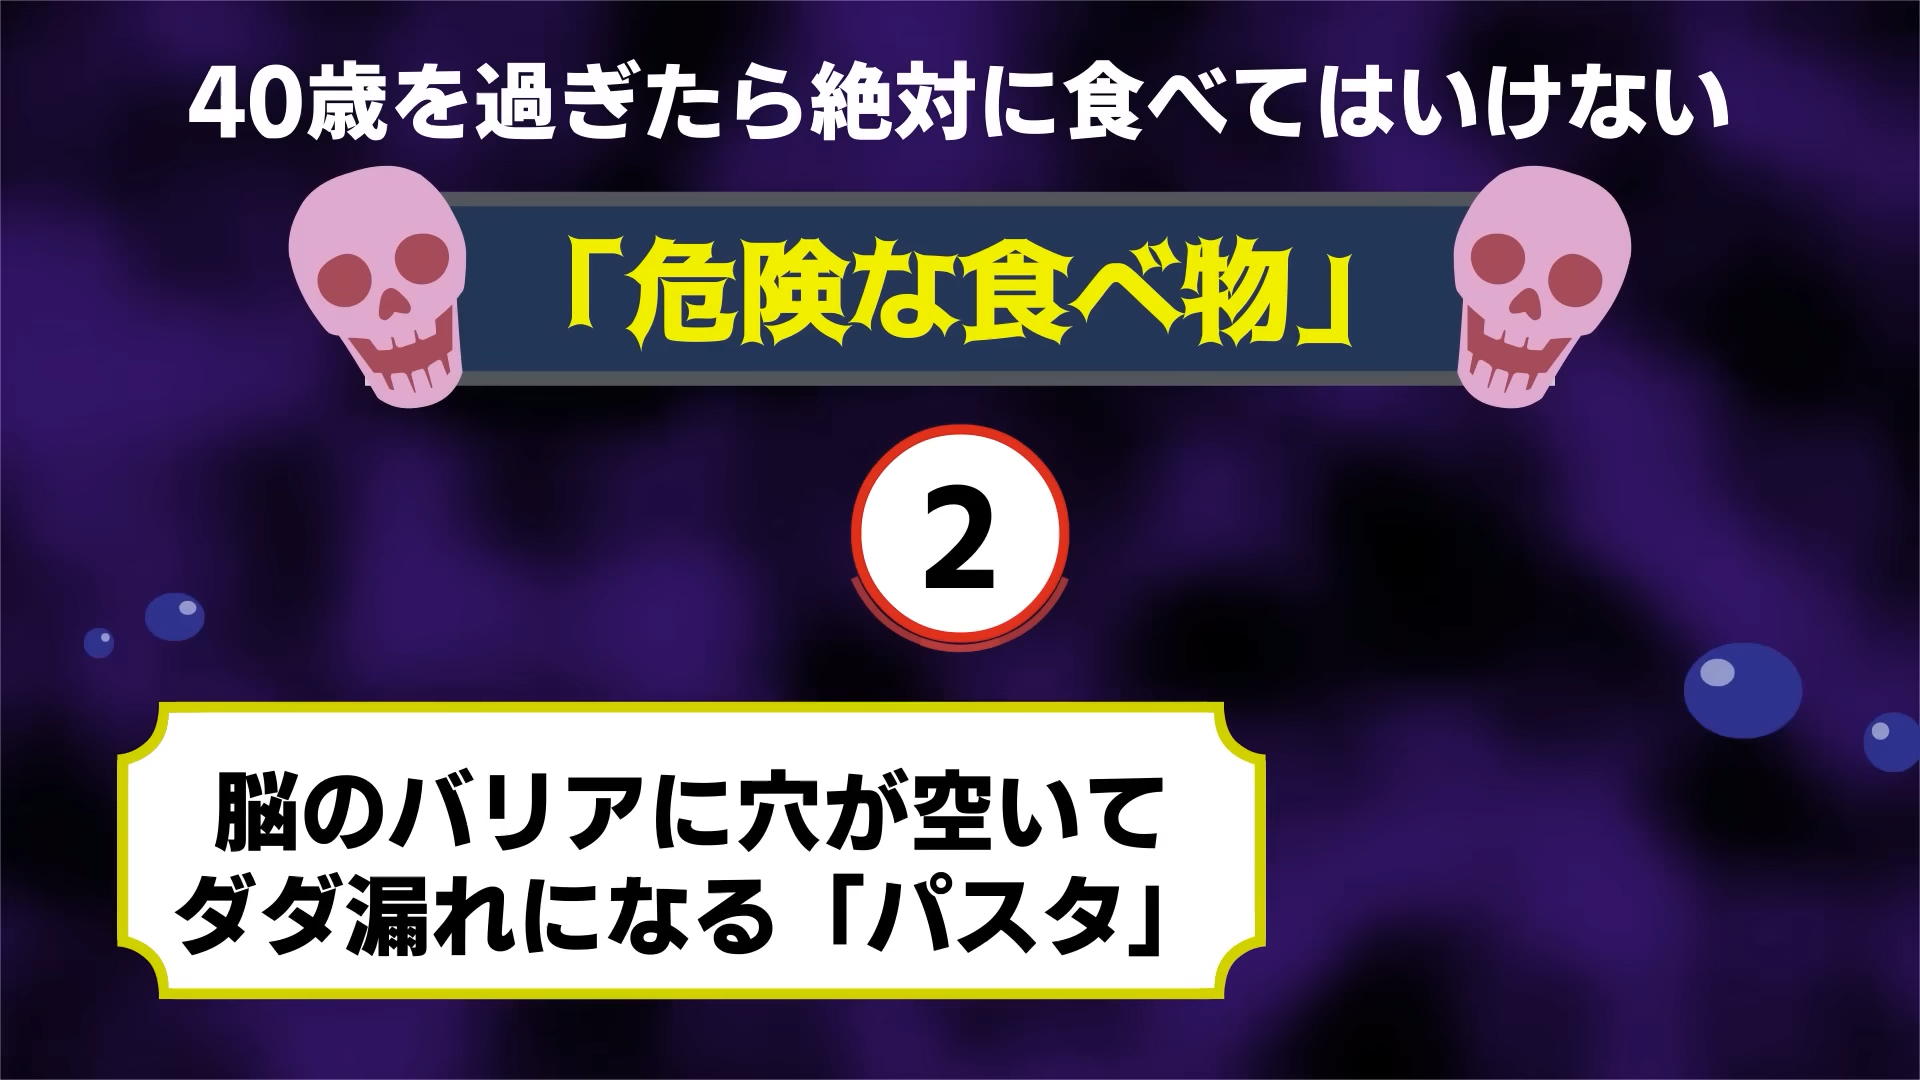 40歳を過ぎたら絶対に食べてはいけない
「危険な食べ物」
2
脳のバリアに穴が空いて
ダダ漏れになる「パスタ」